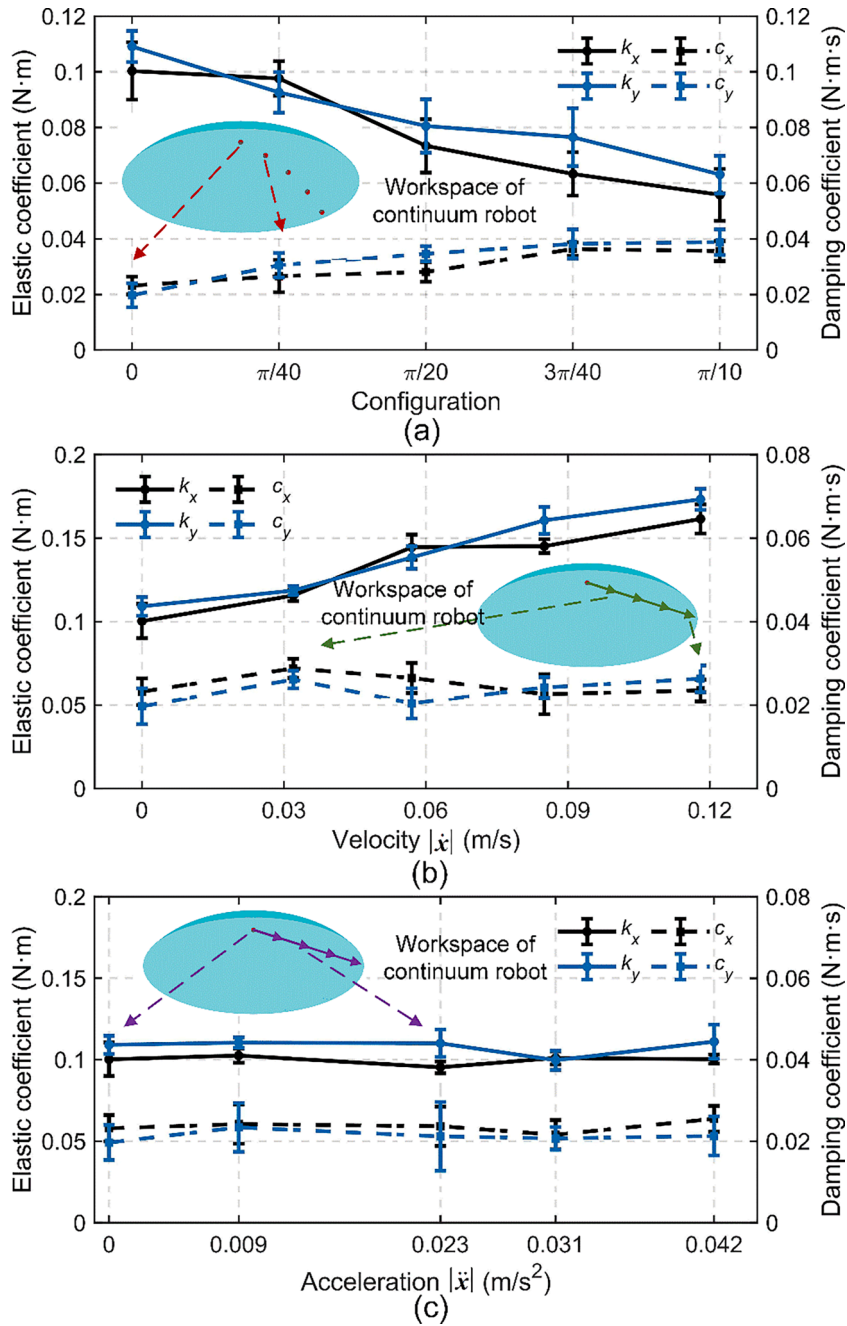 0.12
0.1
0.08
0.06
0.04
0.02
0
Elastic coefficient (N·m)
k_x c_x
k_y c_y
Workspace of
continuum robot
0.12
0.1
0.08
0.06
0.04
0.02
0
Damping coefficient (N·m·s)
0 π/40 π/20 3π/40 π/10
Configuration
(a)
0.2
0.15
0.1
0.05
0
Elastic coefficient (N·m)
k_x c_x
k_y c_y
Workspace of
continuum robot
0.08
0.06
0.04
0.02
0
Damping coefficient (N·m·s)
0 0.03 0.06 0.09 0.12
Velocity |ẋ| (m/s)
(b)
0.2
0.15
0.1
0.05
0
Elastic coefficient (N·m)
Workspace of
continuum robot
k_x c_x
k_y c_y
0.08
0.06
0.04
0.02
0
Damping coefficient (N·m·s)
0 0.009 0.023 0.031 0.042
Acceleration |ẍ| (m/s²)
(c)